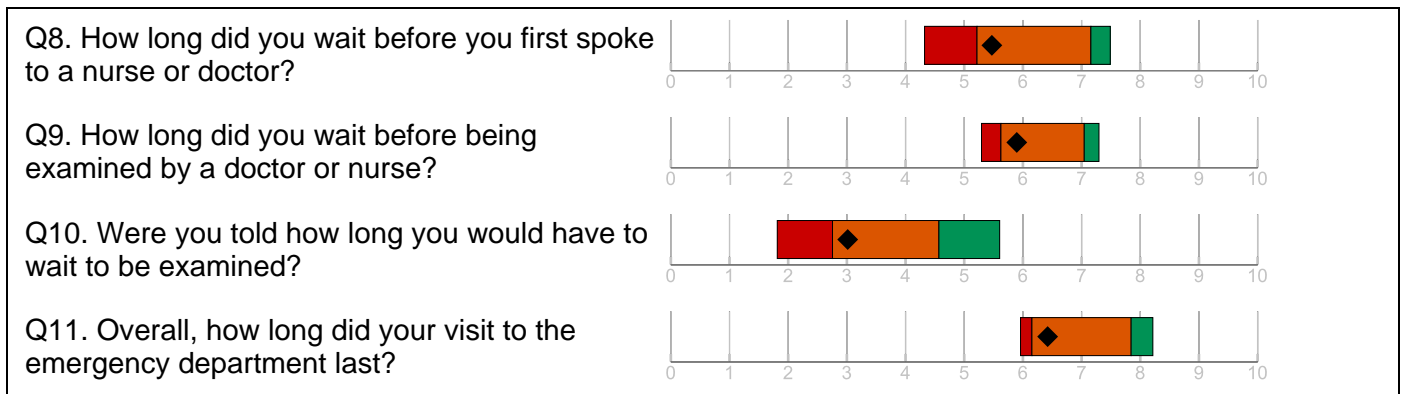 Q8. How long did you wait before you first spoke
to a nurse or doctor?
0 1 2 3 4 5 6 7 8 9 10
Q9. How long did you wait before being
examined by a doctor or nurse?
0 1 2 3 4 5 6 7 8 9 10
Q10. Were you told how long you would have to
wait to be examined?
0 1 2 3 4 5 6 7 8 9 10
Q11. Overall, how long did your visit to the
emergency department last?
0 1 2 3 4 5 6 7 8 9 10